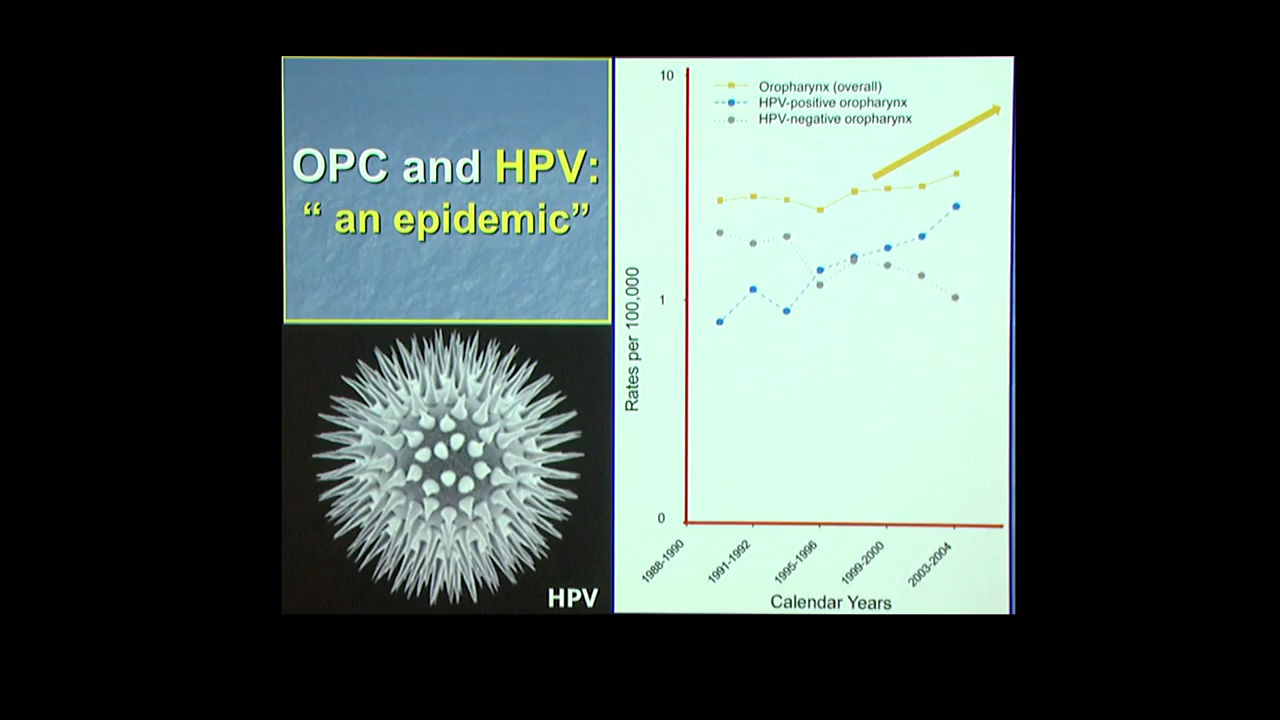 OPC and HPV:
“ an epidemic”
HPV
10
1
0
Rates per 100,000
Oropharynx (overall)
HPV-positive oropharynx
HPV-negative oropharynx
1988-1990
1991-1992
1995-1996
1999-2000
2003-2004
Calendar Years